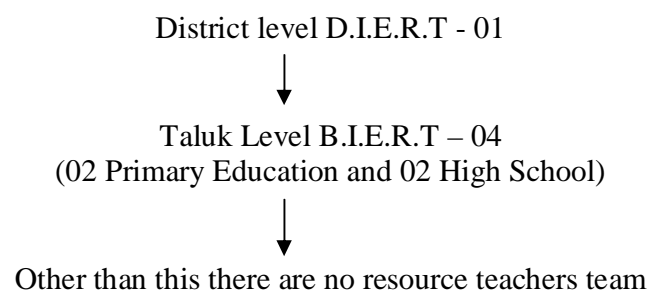 District level D.I.E.R.T - 01
Taluk Level B.I.E.R.T – 04
(02 Primary Education and 02 High School)
Other than this there are no resource teachers team